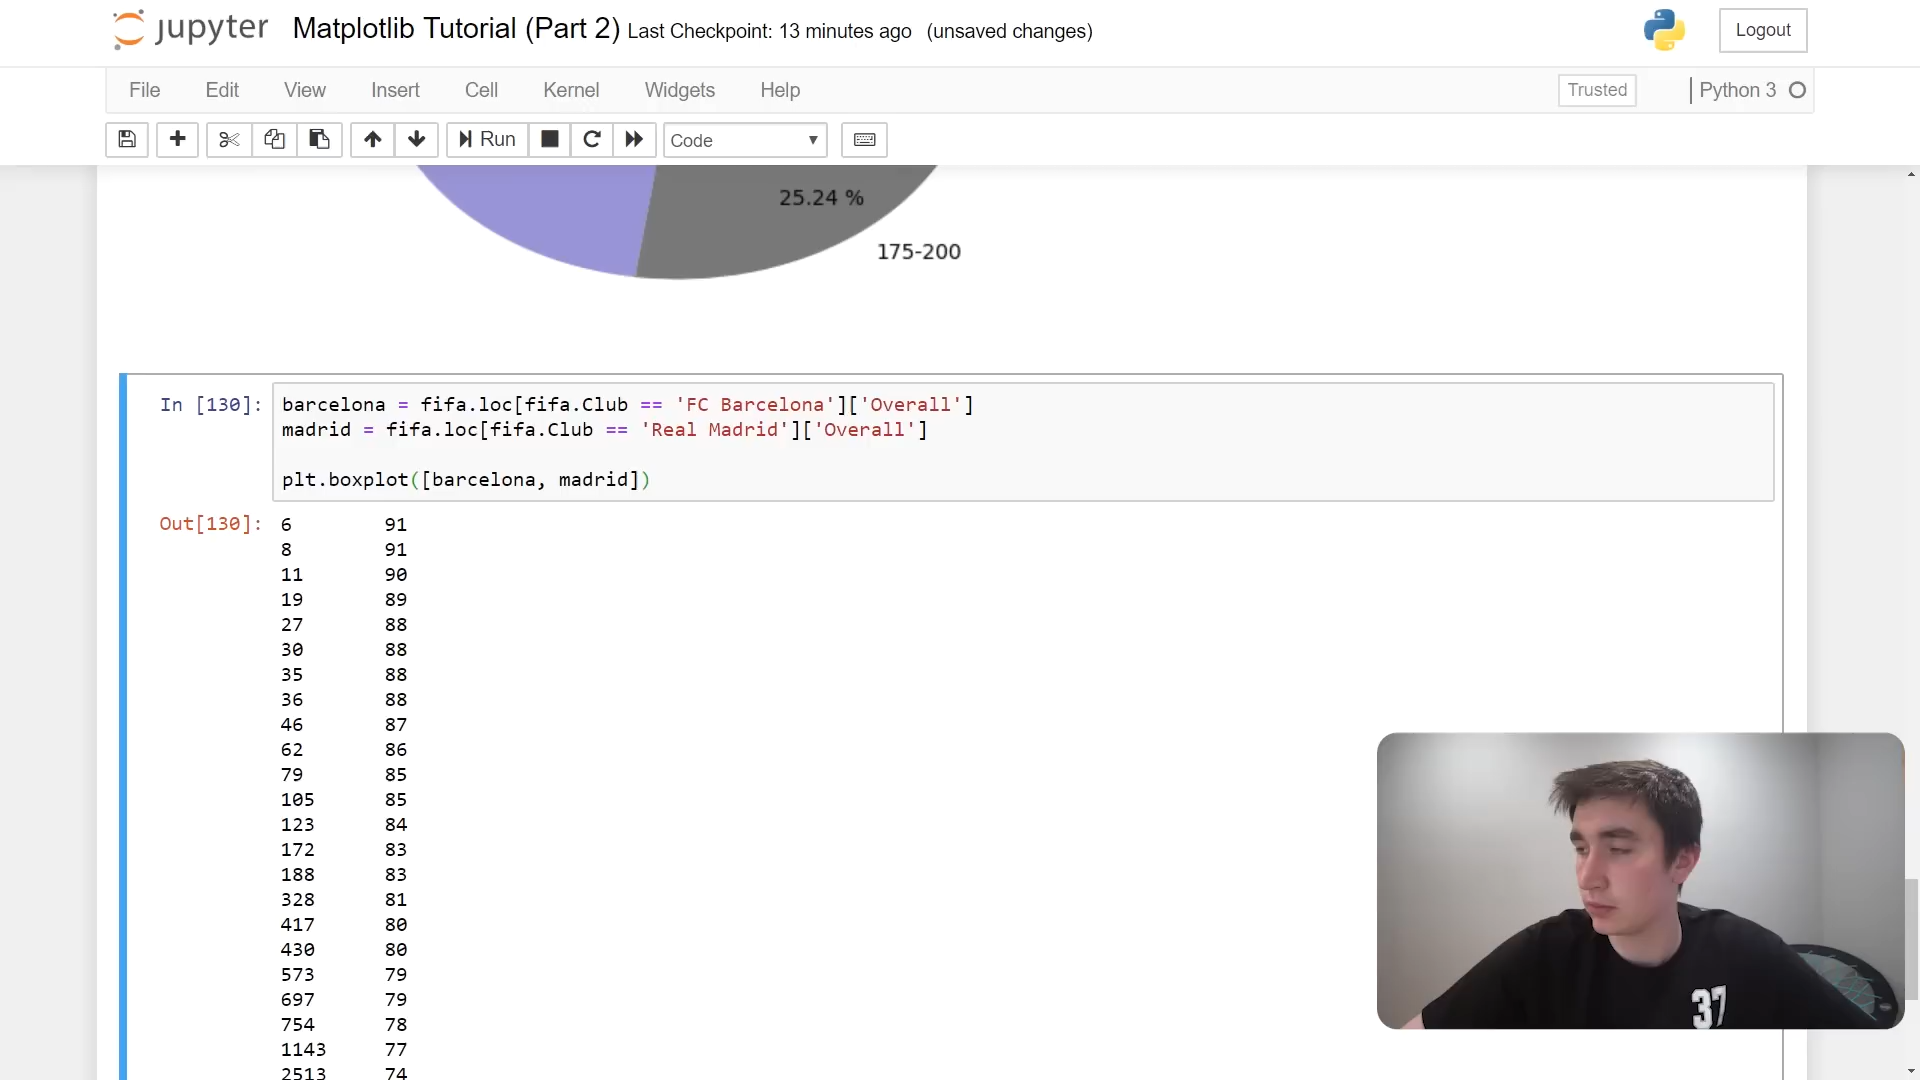 jupyter Matplotlib Tutorial (Part 2) Last Checkpoint: 13 minutes ago (unsaved changes)
Logout
File Edit View Insert Cell Kernel Widgets Help
Trusted
Python 3
Run
Code
25.24 %
175-200
In [130]:
barcelona = fifa.loc[fifa.Club == 'FC Barcelona']['Overall']
madrid = fifa.loc[fifa.Club == 'Real Madrid']['Overall']
plt.boxplot([barcelona, madrid])
Out[130]:
6 91
8 91
11 90
19 89
27 88
30 88
35 88
36 88
46 87
62 86
79 85
105 85
123 84
172 83
188 83
328 81
417 80
430 80
573 79
697 79
754 78
1143 77
2513 74
37